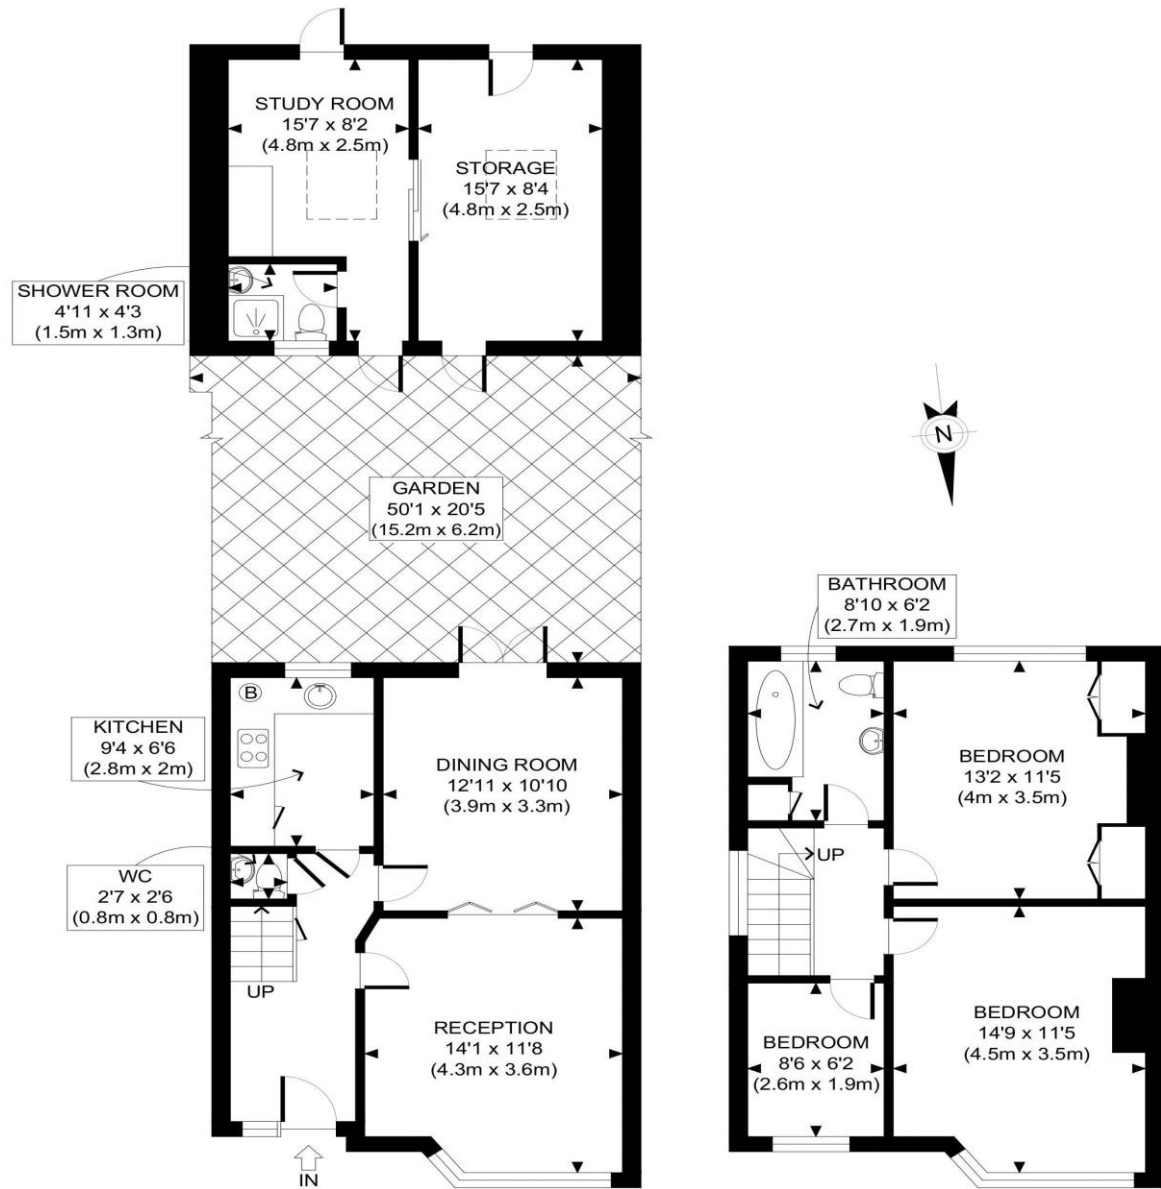 STUDY ROOM
15'7 x 8'2
(4.8m x 2.5m)
STORAGE
15'7 x 8'4
(4.8m x 2.5m)
SHOWER ROOM
4'11 x 4'3
(1.5m x 1.3m)
GARDEN
50'1 x 20'5
(15.2m x 6.2m)
N
KITCHEN
9'4 x 6'6
(2.8m x 2m)
B
DINING ROOM
12'11 x 10'10
(3.9m x 3.3m)
WC
2'7 x 2'6
(0.8m x 0.8m)
UP
RECEPTION
14'1 x 11'8
(4.3m x 3.6m)
IN
BATHROOM
8'10 x 6'2
(2.7m x 1.9m)
BEDROOM
13'2 x 11'5
(4m x 3.5m)
UP
BEDROOM
14'9 x 11'5
(4.5m x 3.5m)
BEDROOM
8'6 x 6'2
(2.6m x 1.9m)